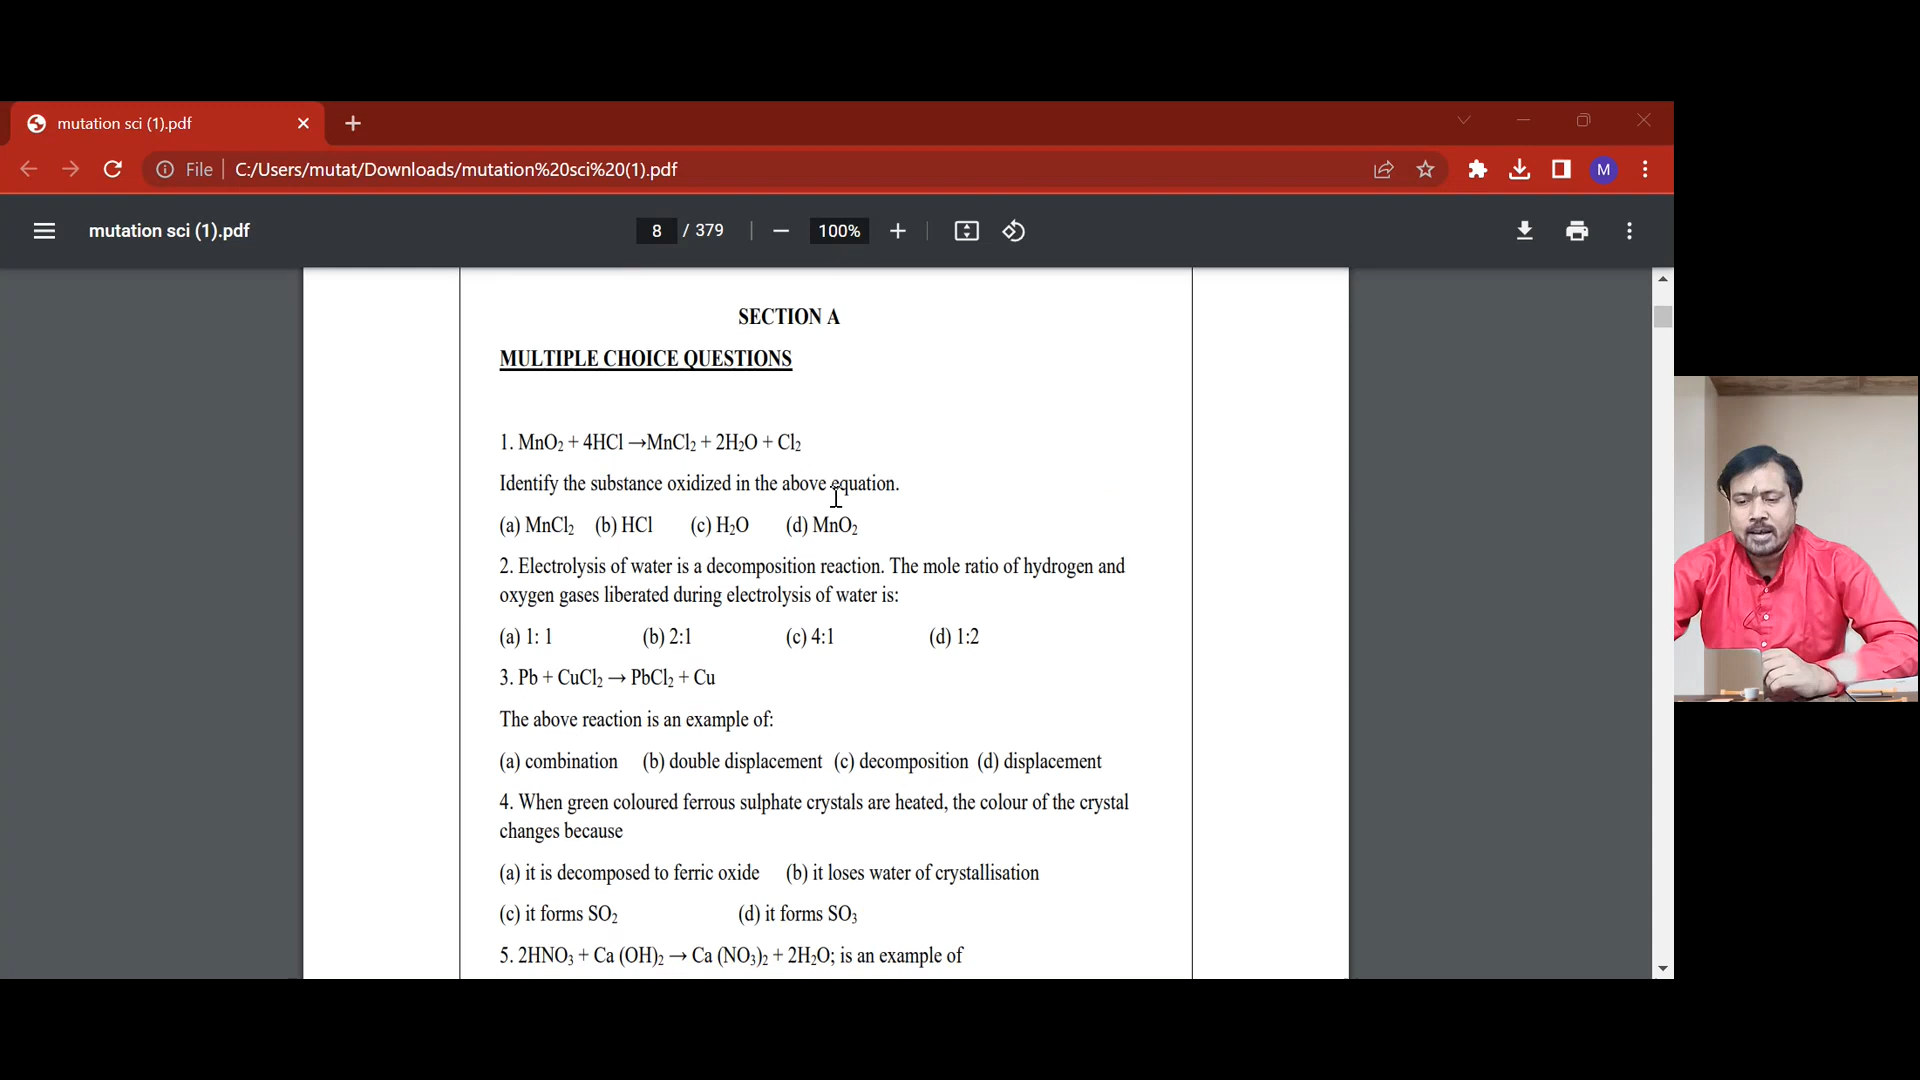 mutation sci (1).pdf
File C:/Users/mutat/Downloads/mutation%20sci%20(1).pdf
M
mutation sci (1).pdf
8 / 379
100%
SECTION A
MULTIPLE CHOICE QUESTIONS
1. MnO₂ + 4HCl →MnCl₂ + 2H₂O + Cl₂
Identify the substance oxidized in the above equation.
(a) MnCl₂ (b) HCl (c) H₂O (d) MnO₂
2. Electrolysis of water is a decomposition reaction. The mole ratio of hydrogen and
oxygen gases liberated during electrolysis of water is:
(a) 1: 1 (b) 2:1 (c) 4:1 (d) 1:2
3. Pb + CuCl₂ → PbCl₂ + Cu
The above reaction is an example of:
(a) combination (b) double displacement (c) decomposition (d) displacement
4. When green coloured ferrous sulphate crystals are heated, the colour of the crystal
changes because
(a) it is decomposed to ferric oxide (b) it loses water of crystallisation
(c) it forms SO₂ (d) it forms SO₃
5. 2HNO₃ + Ca (OH)₂ → Ca (NO₃)₂ + 2H₂O; is an example of